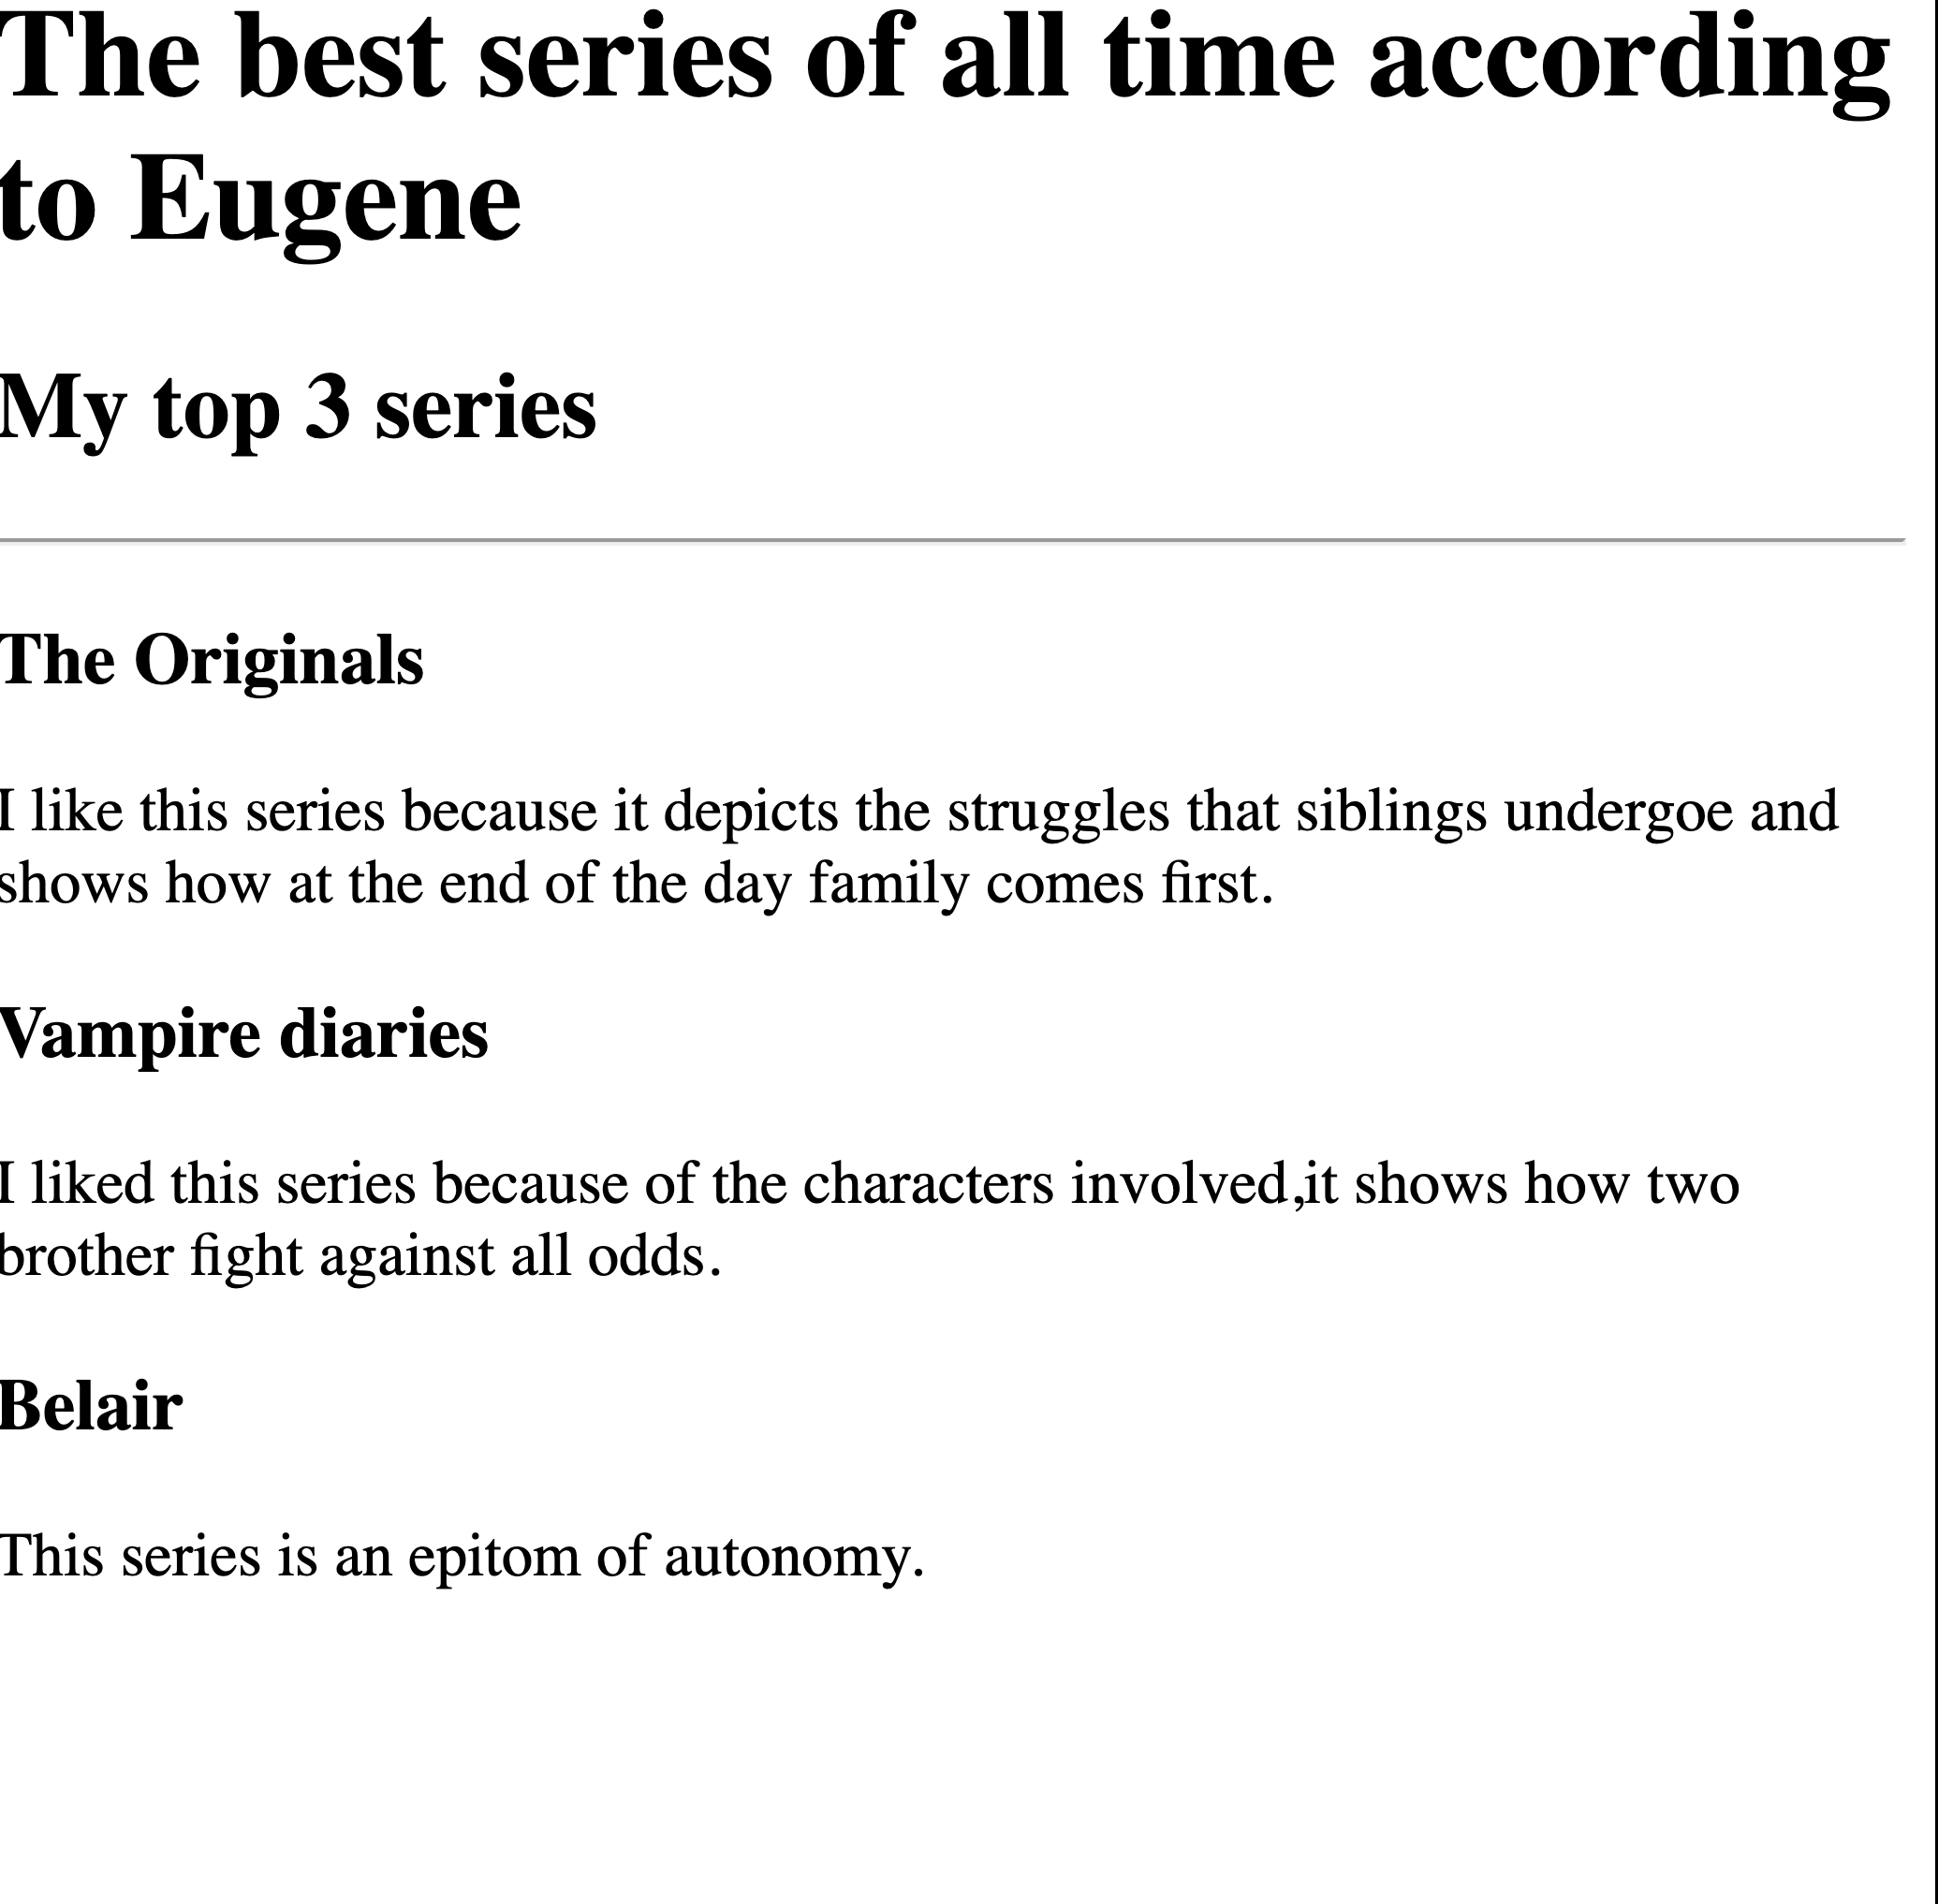 The best series of all time according
to Eugene
My top 3 series
The Originals
I like this series because it depicts the struggles that siblings undergoe and
shows how at the end of the day family comes first.
Vampire diaries
I liked this series because of the characters involved,it shows how two
brother fight against all odds.
Belair
This series is an epitom of autonomy.